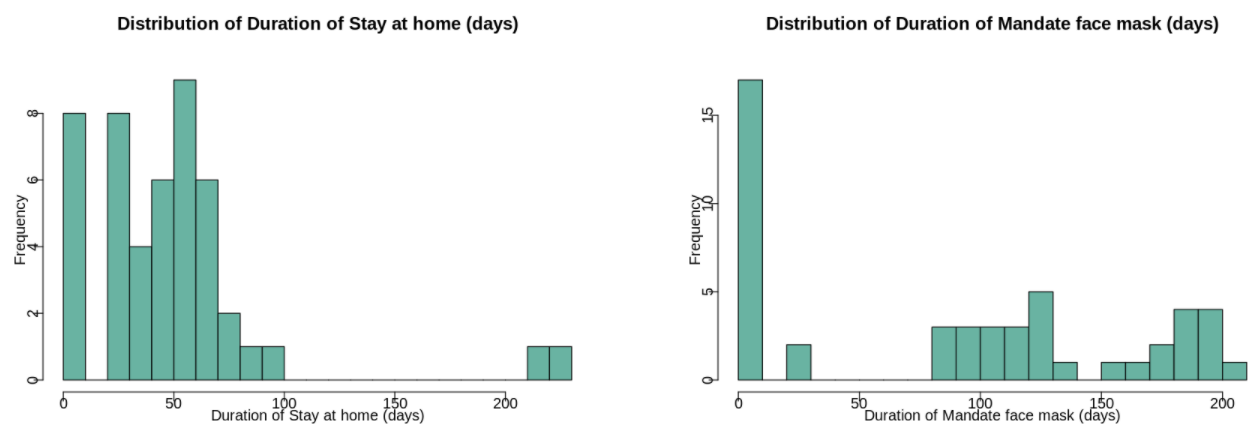 Distribution of Duration of Stay at home (days)
Frequency
0 2 4 6 8
0 50 100 150 200
Duration of Stay at home (days)
Distribution of Duration of Mandate face mask (days)
Frequency
0 5 10 15
0 50 100 150 200
Duration of Mandate face mask (days)